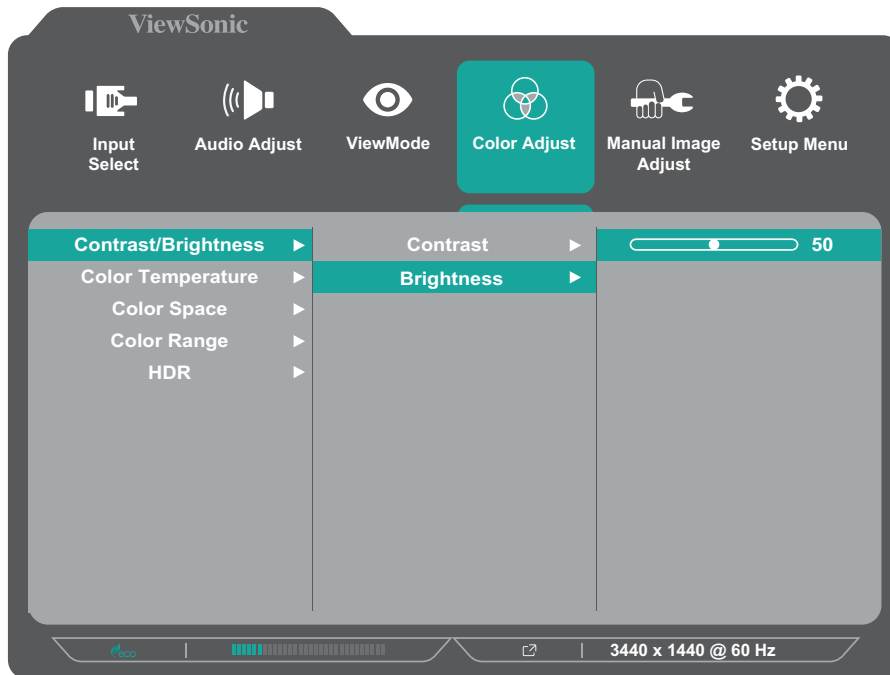 ViewSonic
Input
Select
Audio Adjust
ViewMode
Color Adjust
Manual Image
Adjust
Setup Menu
Contrast/Brightness
Contrast
50
Color Temperature
Brightness
Color Space
Color Range
HDR
eco
3440 x 1440 @ 60 Hz